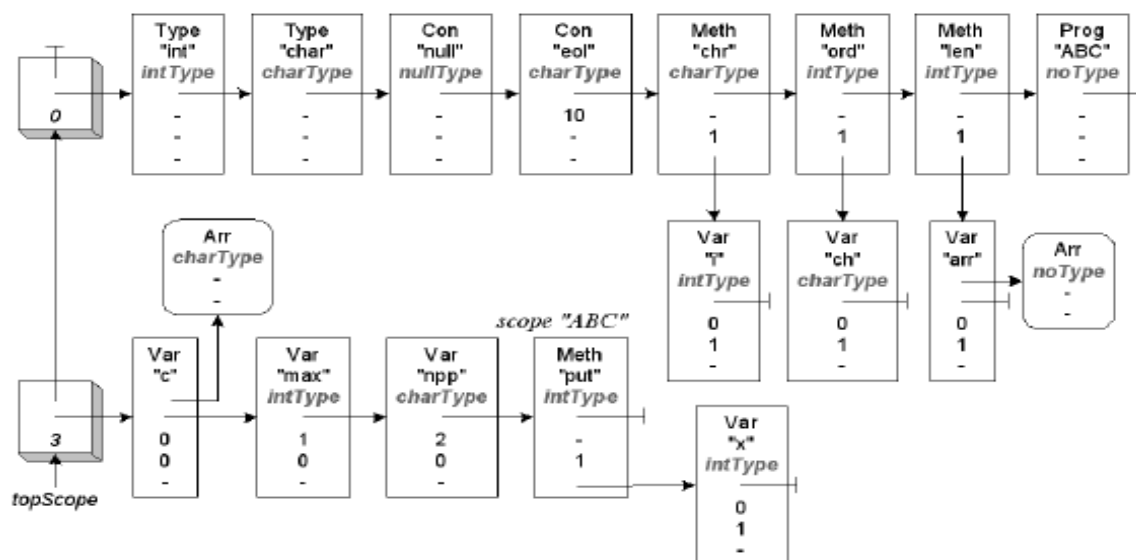 Type
"int"
intType
-
-
-
Type
"char"
charType
-
-
-
Con
"null"
nullType
-
-
-
Con
"eol"
charType
10
-
-
Meth
"chr"
charType
-
1
Meth
"ord"
intType
-
1
Meth
"len"
intType
-
1
Prog
"ABC"
noType
-
-
-
0
Arr
charType
-
-
Var
"i"
intType
0
1
-
Var
"ch"
charType
0
1
-
Var
"arr"
0
1
-
Arr
noType
-
-
scope "ABC"
3
topScope
Var
"c"
0
0
-
Var
"max"
intType
1
0
-
Var
"npp"
charType
2
0
-
Meth
"put"
intType
-
1
Var
"x"
intType
0
1
-